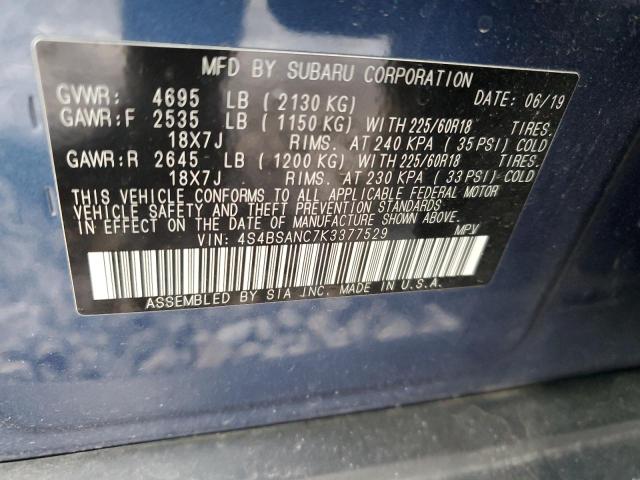 MFD BY SUBARU CORPORATION
GVWR: 4695 LB ( 2130 KG) DATE: 06/19
GAWR:F 2535 LB ( 1150 KG) WITH 225/60R18 TIRES,
18X7J RIMS, AT 240 KPA ( 35 PSI) COLD
GAWR:R 2645 LB ( 1200 KG) WITH 225/60R18 TIRES,
18X7J RIMS, AT 230 KPA ( 33 PSI) COLD
THIS VEHICLE CONFORMS TO ALL APPLICABLE FEDERAL MOTOR
VEHICLE SAFETY AND THEFT PREVENTION STANDARDS
IN EFFECT ON THE DATE OF MANUFACTURE SHOWN ABOVE.
VIN: 4S4BSANC7K3377529 MPV
ASSEMBLED BY SIA INC. MADE IN U.S.A.